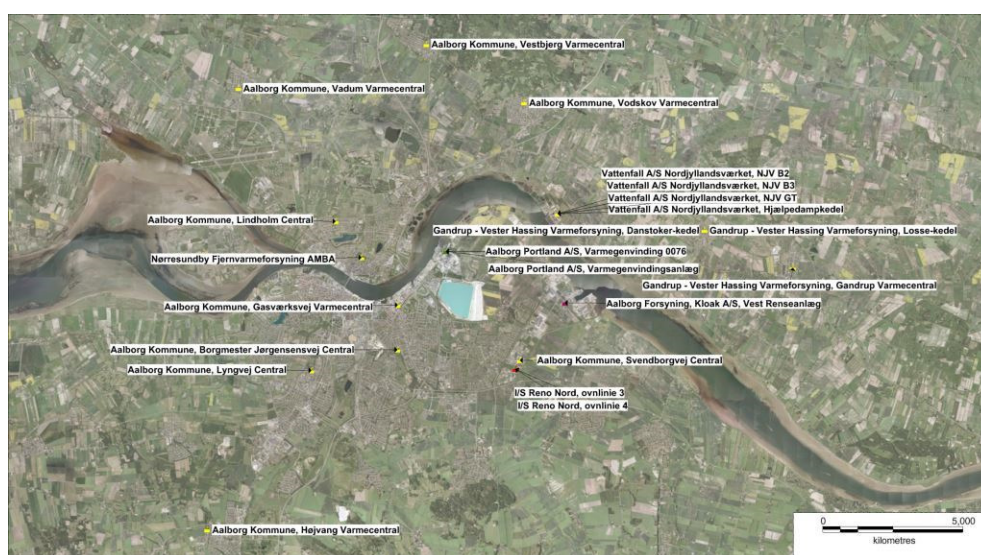 Aalborg Kommune, Vestbjerg Varmecentral
Aalborg Kommune, Vadum Varmecentral
Aalborg Kommune, Vodskov Varmecentral
Vattenfall A/S Nordjyllandsværket, NJV B2
Vattenfall A/S Nordjyllandsværket, NJV B3
Vattenfall A/S Nordjyllandsværket, NJV GT
Vattenfall A/S Nordjyllandsværket, Hjælpedampkedel
Aalborg Kommune, Lindholm Central
Gandrup - Vester Hassing Varmeforsyning, Danstoker-kedel
Gandrup - Vester Hassing Varmeforsyning, Losse-kedel
Nørresundby Fjernvarmeforsyning AMBA
Aalborg Portland A/S, Varmegenvinding 0076
Aalborg Portland A/S, Varmegenvindingsanlæg
Gandrup - Vester Hassing Varmeforsyning, Gandrup Varmecentral
Aalborg Kommune, Gasværksvej Varmecentral
Aalborg Forsyning, Kloak A/S, Vest Renseanlæg
Aalborg Kommune, Borgmester Jørgensensvej Central
Aalborg Kommune, Svendborgvej Central
Aalborg Kommune, Lyngvej Central
I/S Reno Nord, ovnlinie 3
I/S Reno Nord, ovnlinie 4
Aalborg Kommune, Højvang Varmecentral
0 5,000
kilometres